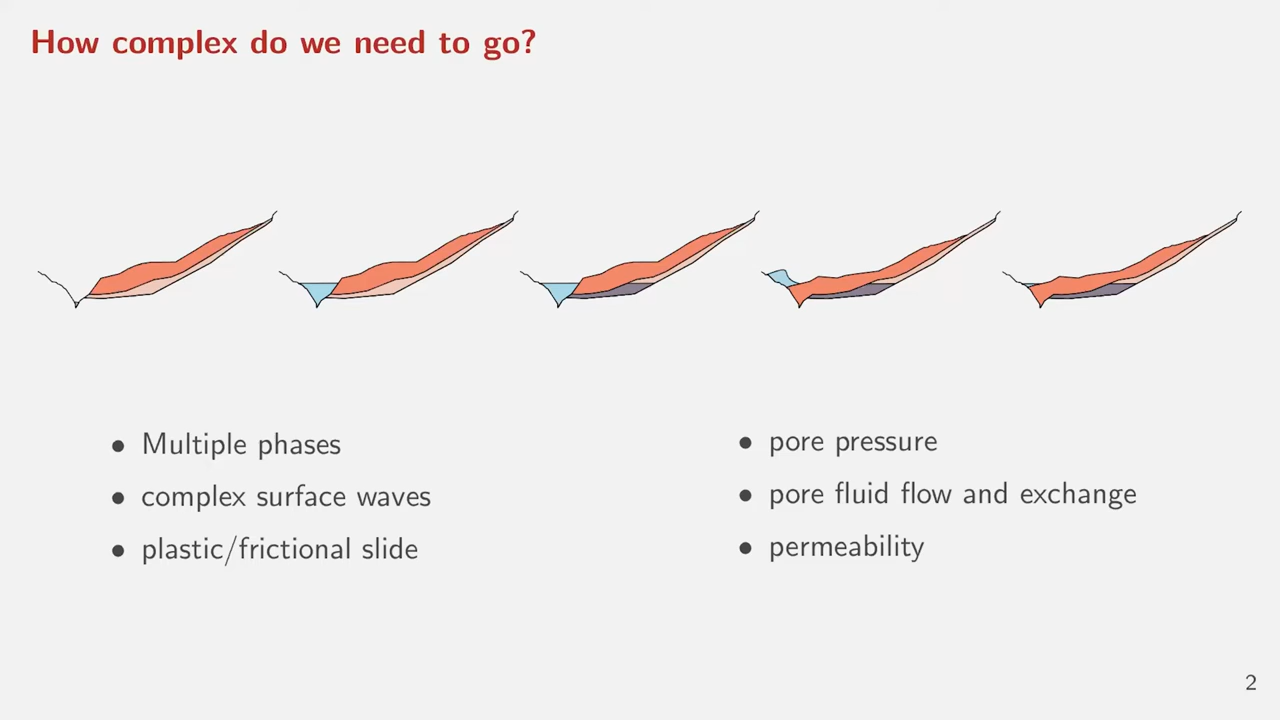 How complex do we need to go?
• Multiple phases
• complex surface waves
• plastic/frictional slide
• pore pressure
• pore fluid flow and exchange
• permeability
2